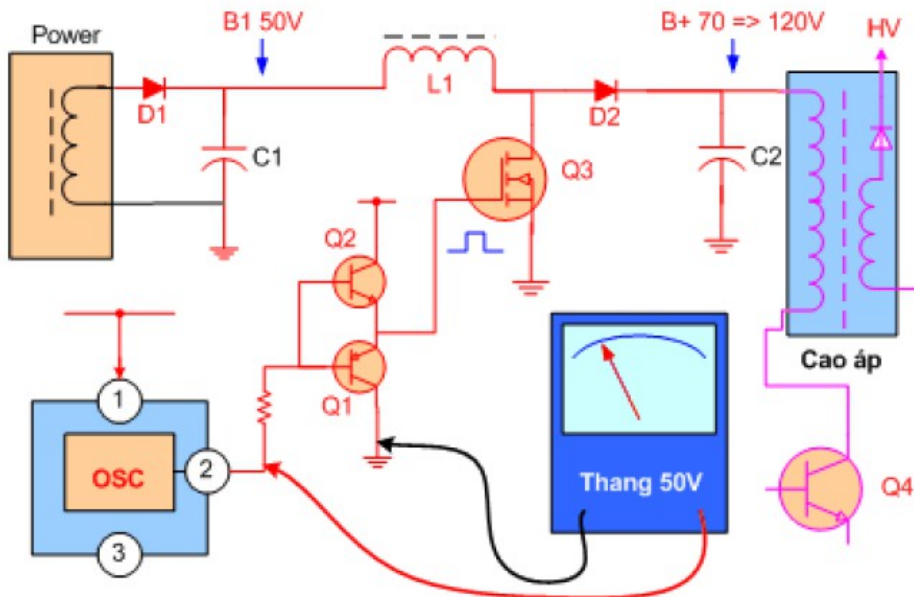 Power
B1 50V
B+ 70 => 120V
HV
D1
L1
D2
C1
Q3
C2
Q2
Q1
Cao áp
1
OSC
2
3
Thang 50V
Q4